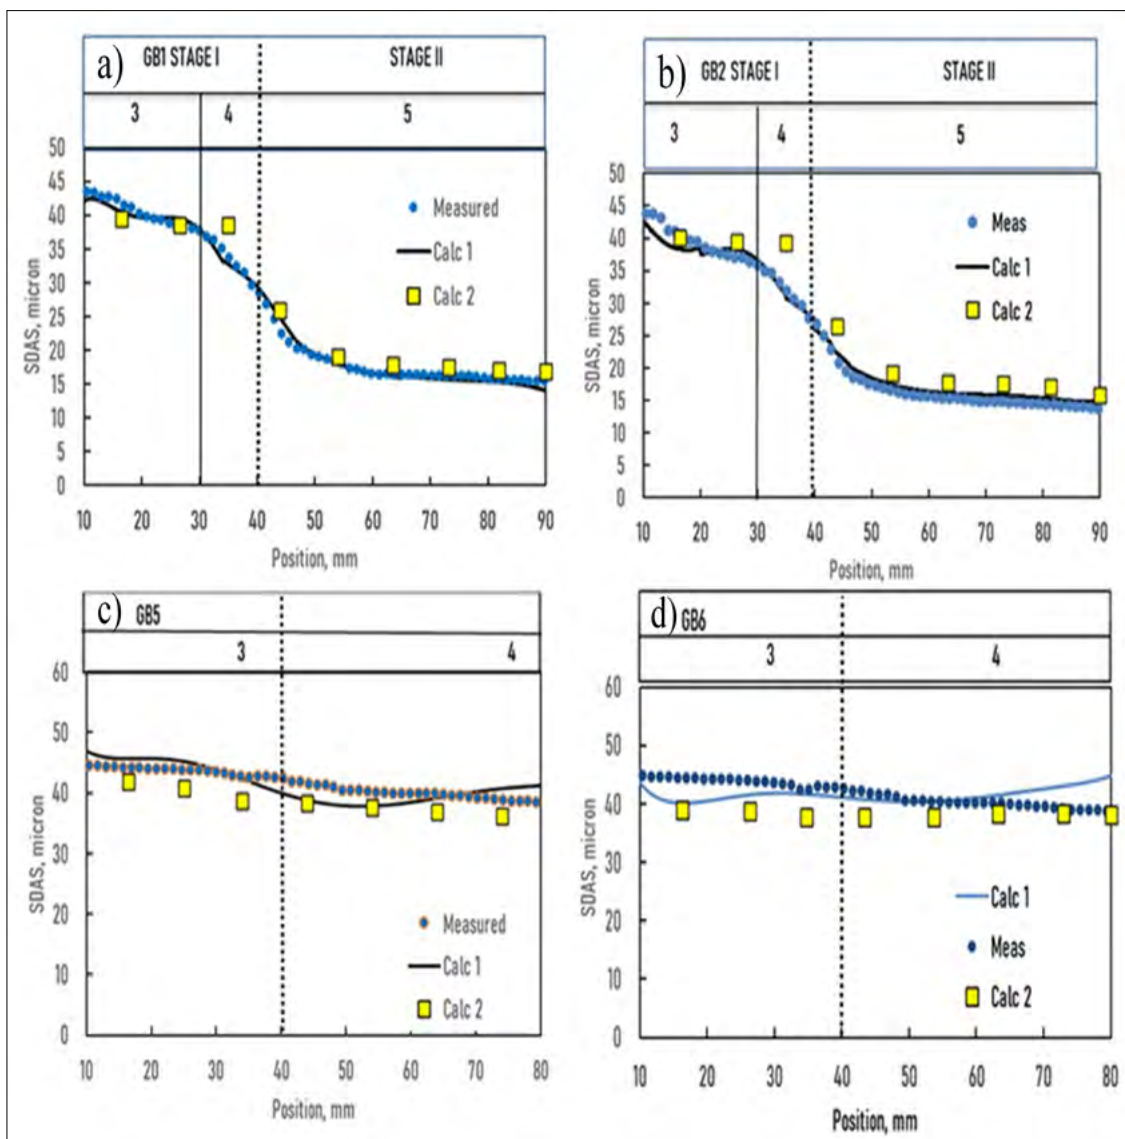 a) GB1 STAGE I STAGE II
3 4 5
50
45
40
35
30
25
20
15
10
5
0
SDAS, micron
Measured
Calc 1
Calc 2
10 20 30 40 50 60 70 80 90
Position, mm
b) GB2 STAGE I STAGE II
3 4 5
50
45
40
35
30
25
20
15
10
5
0
SDAS, micron
Meas
Calc 1
Calc 2
10 20 30 40 50 60 70 80 90
Position, mm
c) GB5
3 4
60
50
40
30
20
10
0
SDAS, micron
Measured
Calc 1
Calc 2
10 20 30 40 50 60 70 80
Position, mm
d) GB6
3 4
60
50
40
30
20
10
0
SDAS, micron
Calc 1
Meas
Calc 2
10 20 30 40 50 60 70 80
Position, mm